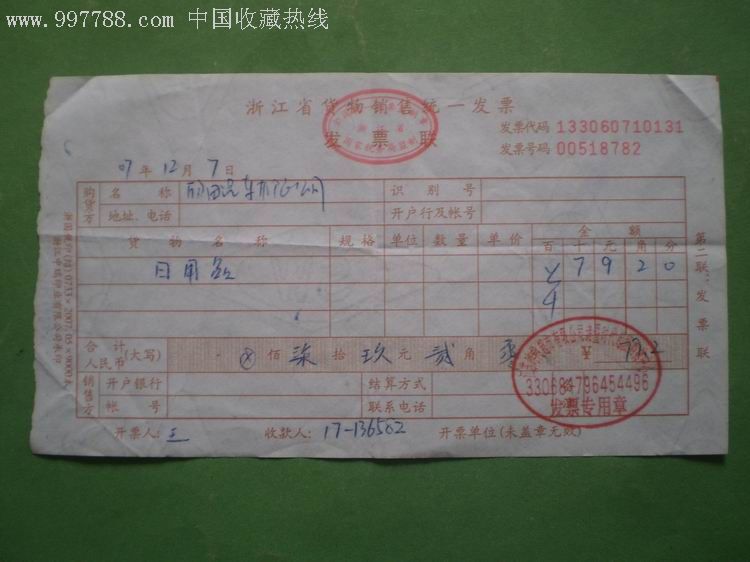 www.997788.com 中国收藏热线
浙江省货物销售统一发票
发票联
发票代码 133060710131
发票号码 00518782
07年12月7日
购货方 名称 识别号
地址、电话 开户行及帐号
货物名称 规格 单位 数量 单价 金额
百 十 元 角 分
日用品 ¥ 7 9 2 0
合计人民币 (大写) ⊗佰柒拾玖元贰角 ¥ 79.2
销售方 开户银行 结算方式
帐号 联系电话
开票人: 王 收款人: 17-136502 开票单位(未盖章无效)
第二联:发票联
330684796454496
发票专用章